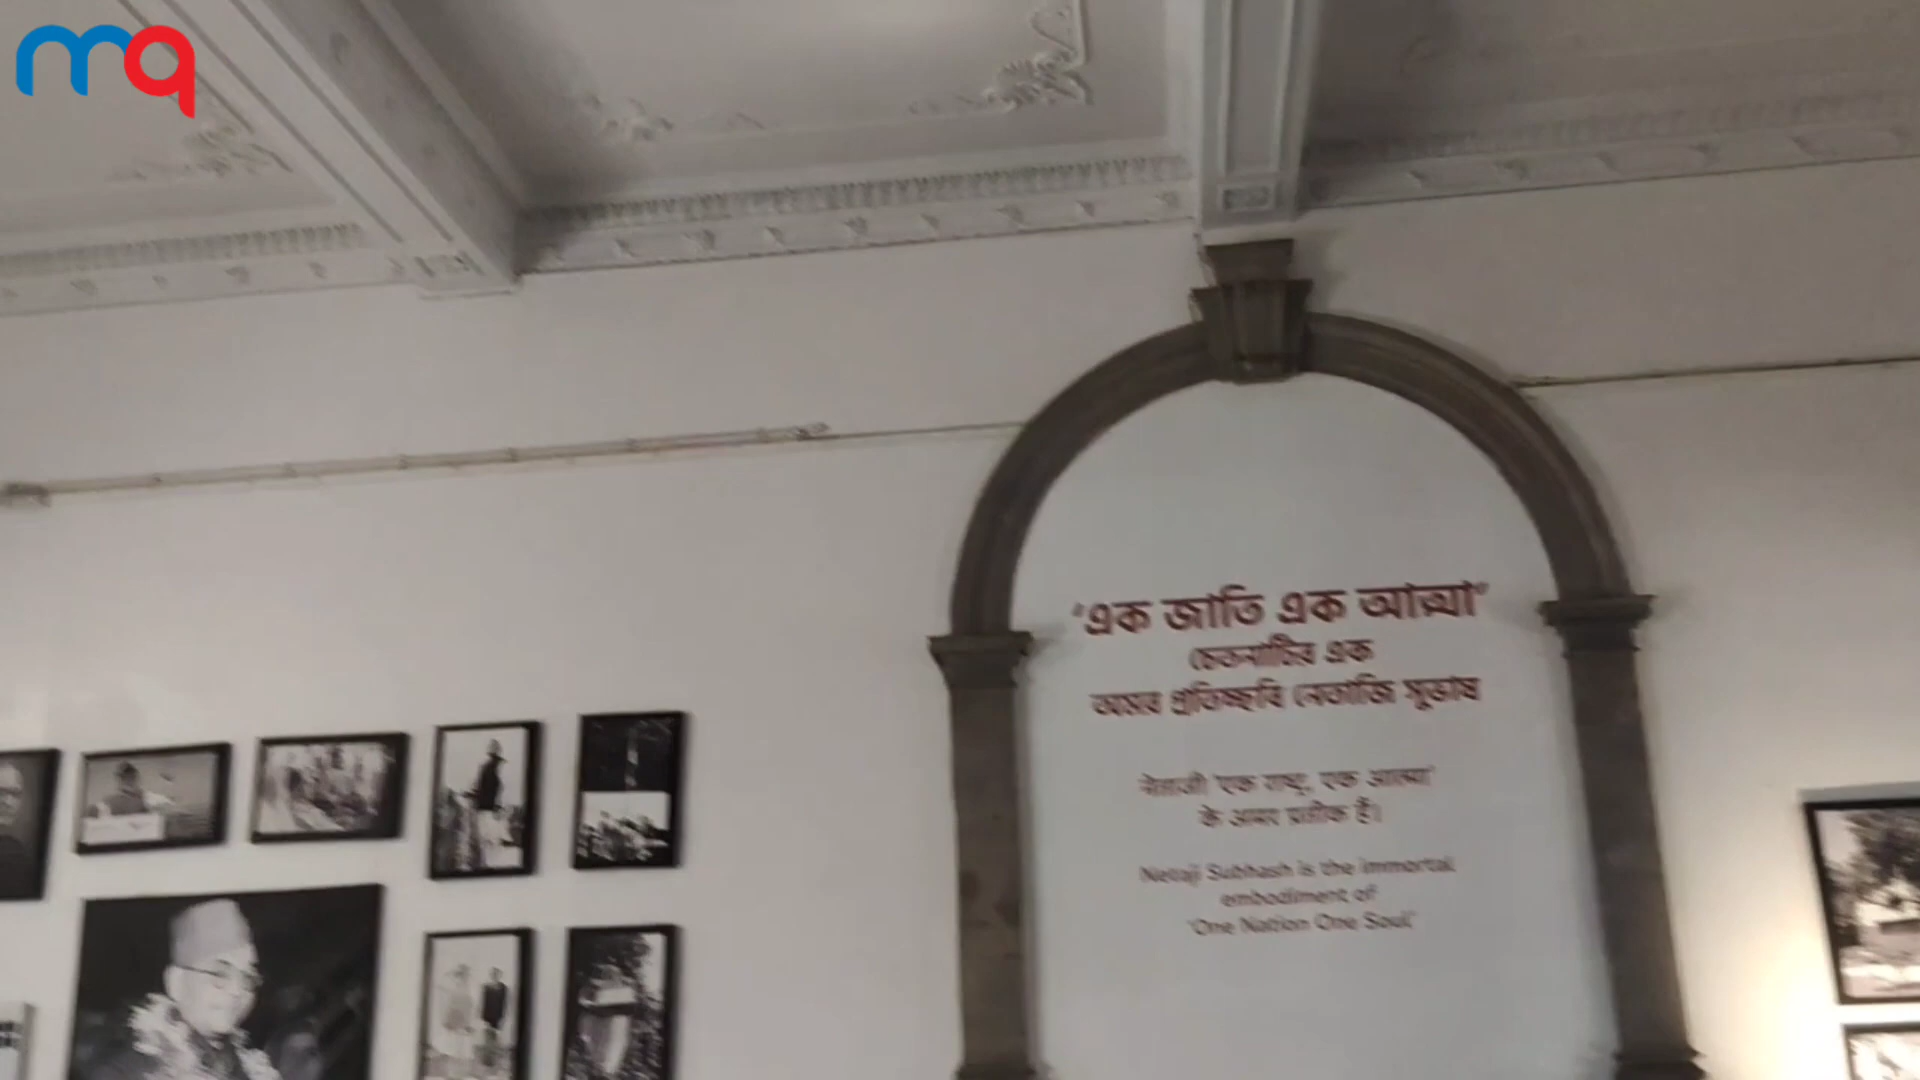 mq
'এক জাতি এক আত্মা'
চেতনাটির এক
অমর প্রতিচ্ছবি নেতাজি সুভাষ
नेताजी 'एक राष्ट्र, एक आत्मा'
के अमर प्रतीक हैं।
Netaji Subhash is the immortal
embodiment of
'One Nation One Soul'